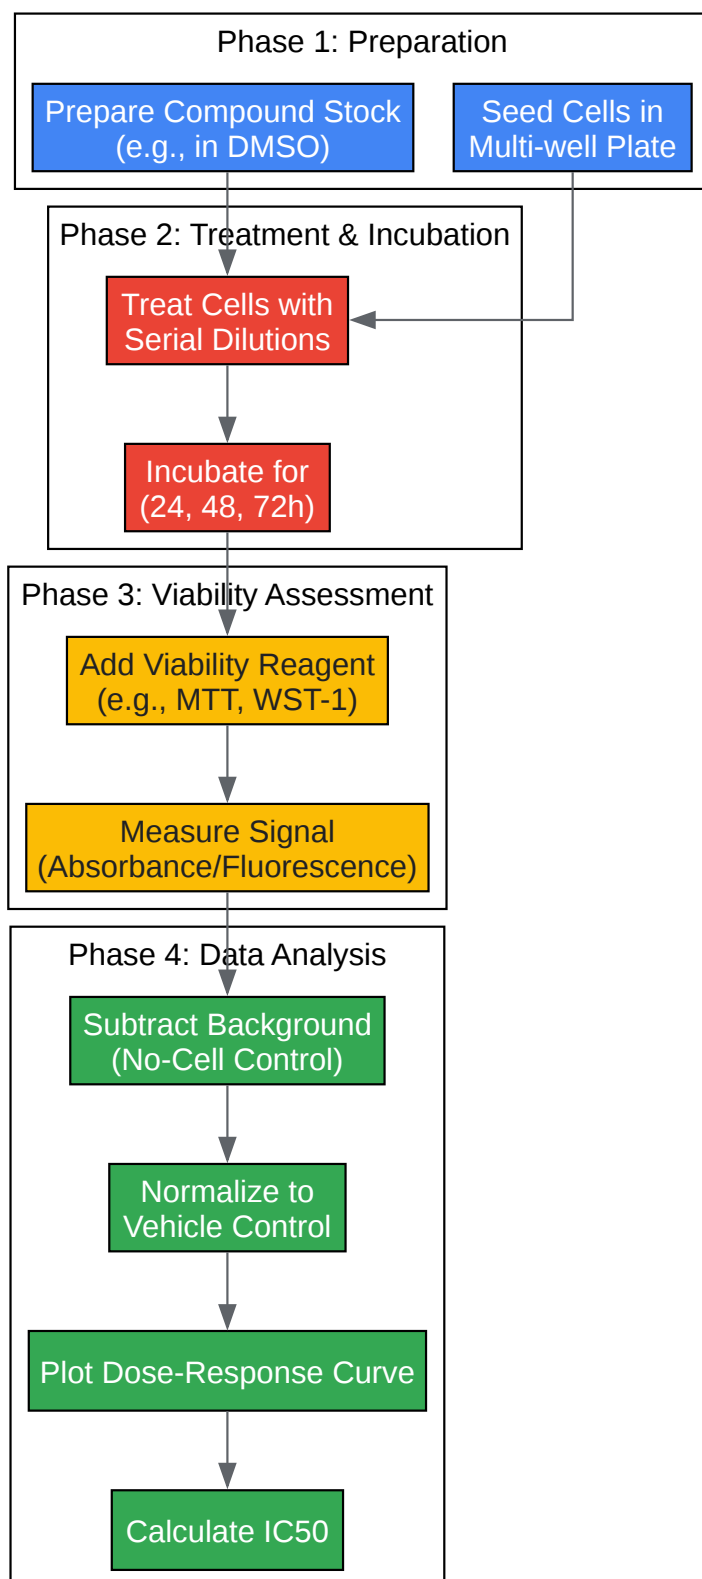 Phase 1: Preparation
Prepare Compound Stock
(e.g., in DMSO)
Seed Cells in
Multi-well Plate
Phase 2: Treatment & Incubation
Treat Cells with
Serial Dilutions
Incubate for
(24, 48, 72h)
Phase 3: Viability Assessment
Add Viability Reagent
(e.g., MTT, WST-1)
Measure Signal
(Absorbance/Fluorescence)
Phase 4: Data Analysis
Subtract Background
(No-Cell Control)
Normalize to
Vehicle Control
Plot Dose-Response Curve
Calculate IC50